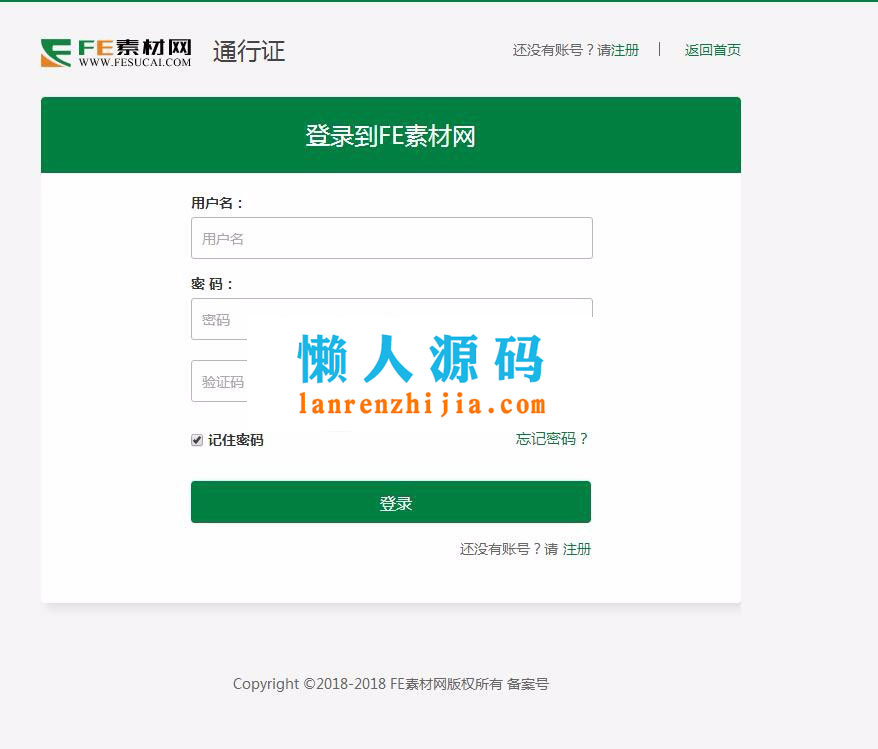 FE素材网 通行证 还没有账号？请注册 | 返回首页
WWW.FESUCAI.COM
登录到FE素材网
用户名：
用户名
密 码：
密码
懒人源码
验证码
lanrenzhijia.com
记住密码 忘记密码？
登录
还没有账号？请 注册
Copyright ©2018-2018 FE素材网版权所有 备案号